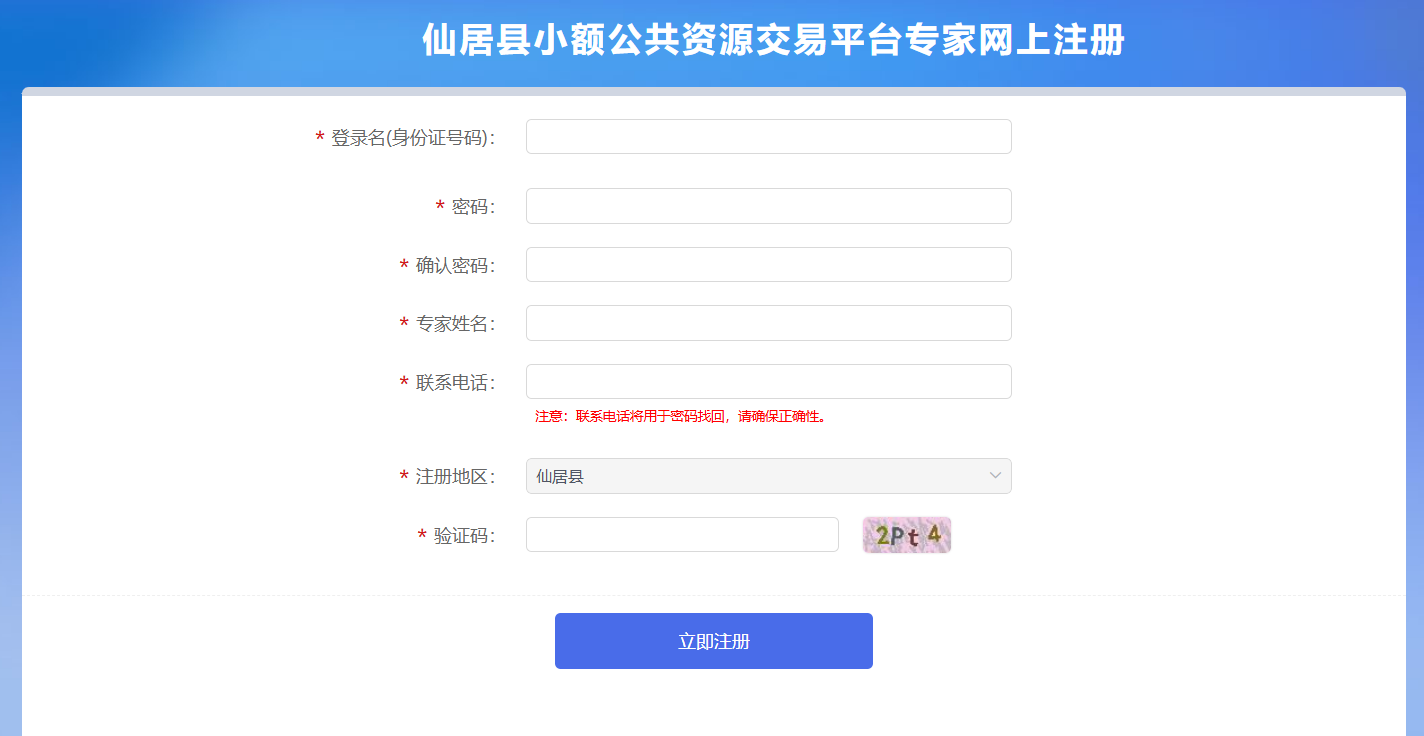 仙居县小额公共资源交易平台专家网上注册
* 登录名(身份证号码)：
* 密码：
* 确认密码：
* 专家姓名：
* 联系电话：
注意：联系电话将用于密码找回，请确保正确性。
* 注册地区： 仙居县
* 验证码： 2Pt4
立即注册